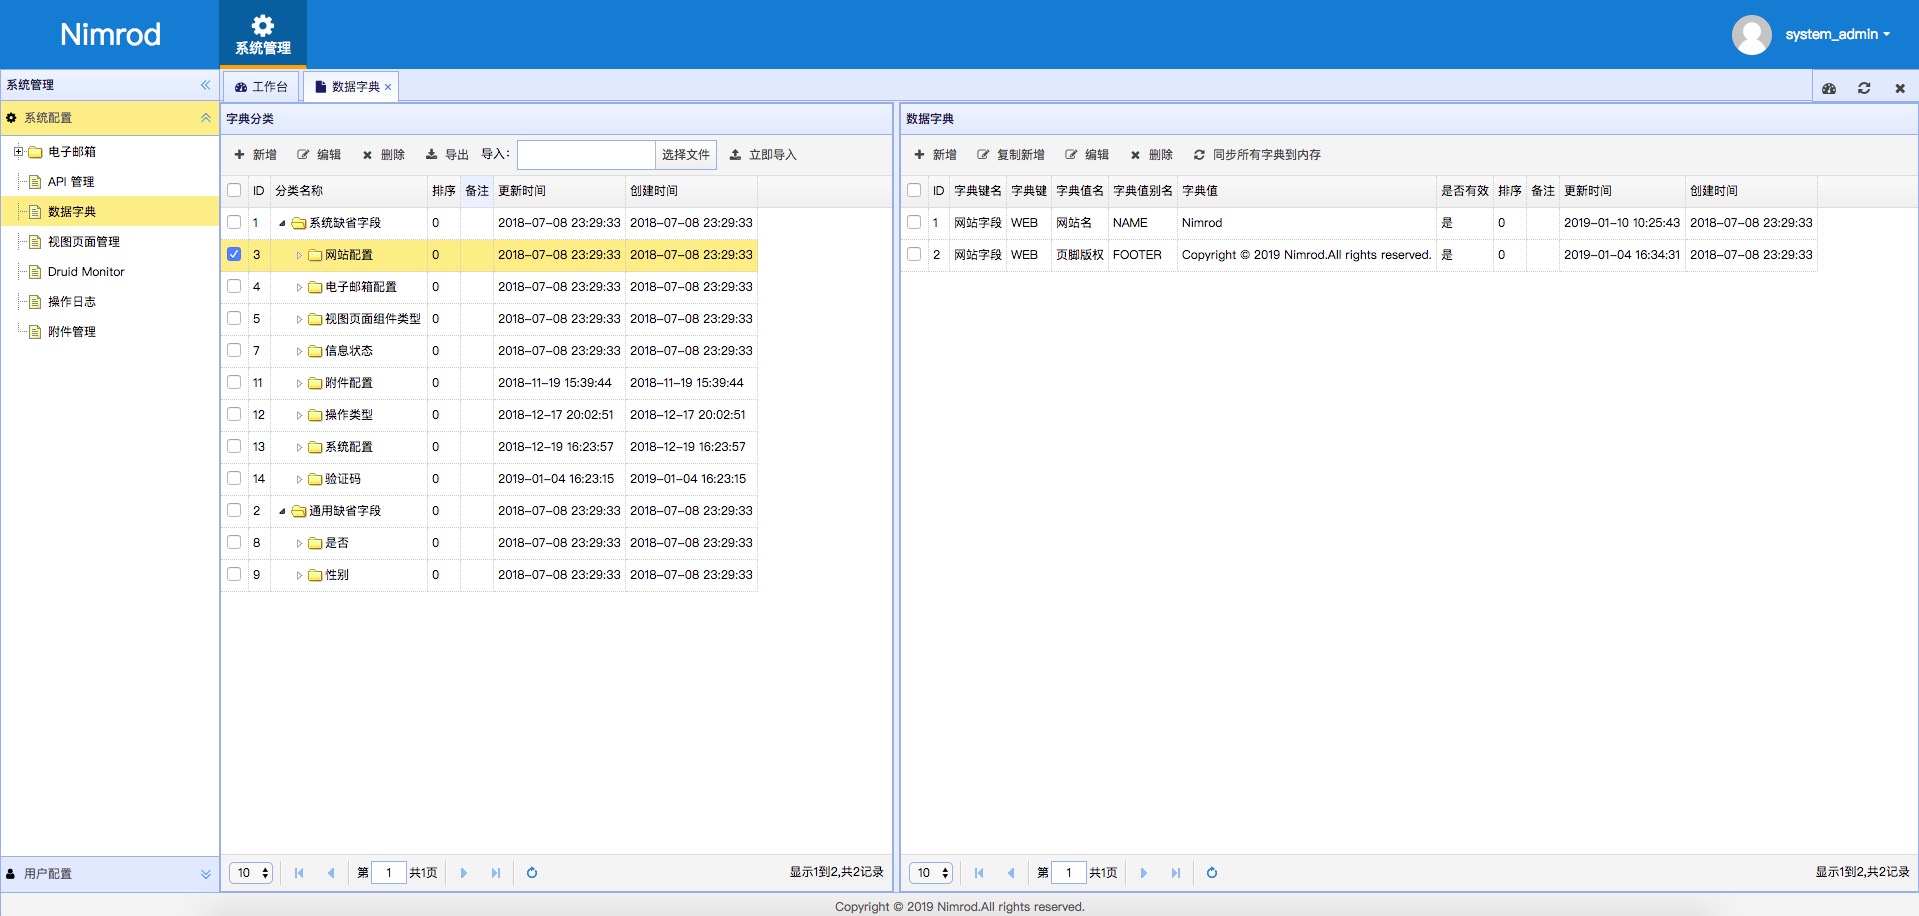 Nimrod
系统管理
system_admin
系统管理
工作台
数据字典
系统配置
电子邮箱
API 管理
数据字典
视图页面管理
Druid Monitor
操作日志
附件管理
用户配置
字典分类
新增 编辑 删除 导出 导入: 选择文件 立即导入
ID 分类名称 排序 备注 更新时间 创建时间
1 系统缺省字段 0 2018-07-08 23:29:33 2018-07-08 23:29:33
3 网站配置 0 2018-07-08 23:29:33 2018-07-08 23:29:33
4 电子邮箱配置 0 2018-07-08 23:29:33 2018-07-08 23:29:33
5 视图页面组件类型 0 2018-07-08 23:29:33 2018-07-08 23:29:33
7 信息状态 0 2018-07-08 23:29:33 2018-07-08 23:29:33
11 附件配置 0 2018-11-19 15:39:44 2018-11-19 15:39:44
12 操作类型 0 2018-12-17 20:02:51 2018-12-17 20:02:51
13 系统配置 0 2018-12-19 16:23:57 2018-12-19 16:23:57
14 验证码 0 2019-01-04 16:23:15 2019-01-04 16:23:15
2 通用缺省字段 0 2018-07-08 23:29:33 2018-07-08 23:29:33
8 是否 0 2018-07-08 23:29:33 2018-07-08 23:29:33
9 性别 0 2018-07-08 23:29:33 2018-07-08 23:29:33
10 第 1 共1页 显示1到2,共2记录
数据字典
新增 复制新增 编辑 删除 同步所有字典到内存
ID 字典键名 字典键 字典值名 字典值别名 字典值 是否有效 排序 备注 更新时间 创建时间
1 网站字段 WEB 网站名 NAME Nimrod 是 0 2019-01-10 10:25:43 2018-07-08 23:29:33
2 网站字段 WEB 页脚版权 FOOTER Copyright © 2019 Nimrod.All rights reserved. 是 0 2019-01-04 16:34:31 2018-07-08 23:29:33
10 第 1 共1页 显示1到2,共2记录
Copyright © 2019 Nimrod.All rights reserved.